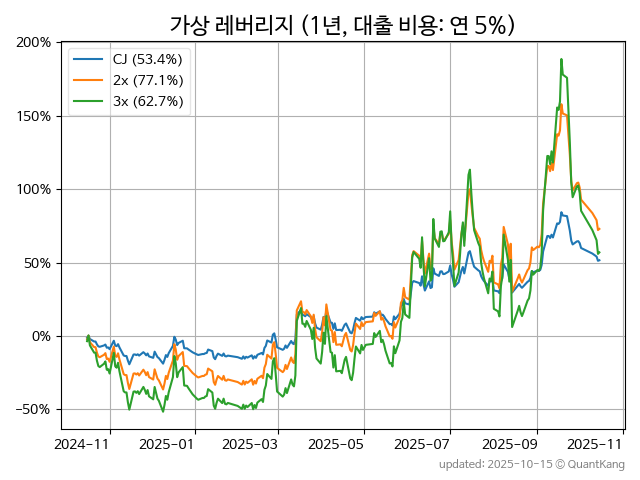 가상 레버리지 (1년, 대출 비용: 연 5%)
200%
150%
100%
50%
0%
−50%
CJ (53.4%)
2x (77.1%)
3x (62.7%)
2024-11
2025-01
2025-03
2025-05
2025-07
2025-09
2025-11
updated: 2025-10-15 © QuantKang